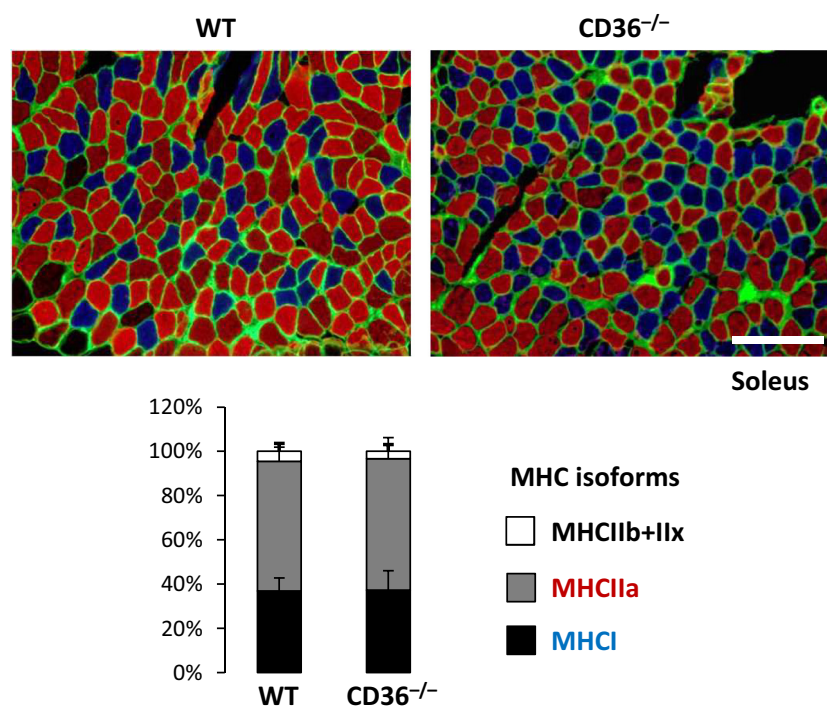 WT
CD36⁻/⁻
Soleus
120%
100%
80%
60%
40%
20%
0%
WT
CD36⁻/⁻
MHC isoforms
MHCIIb+IIx
MHCIIa
MHCI